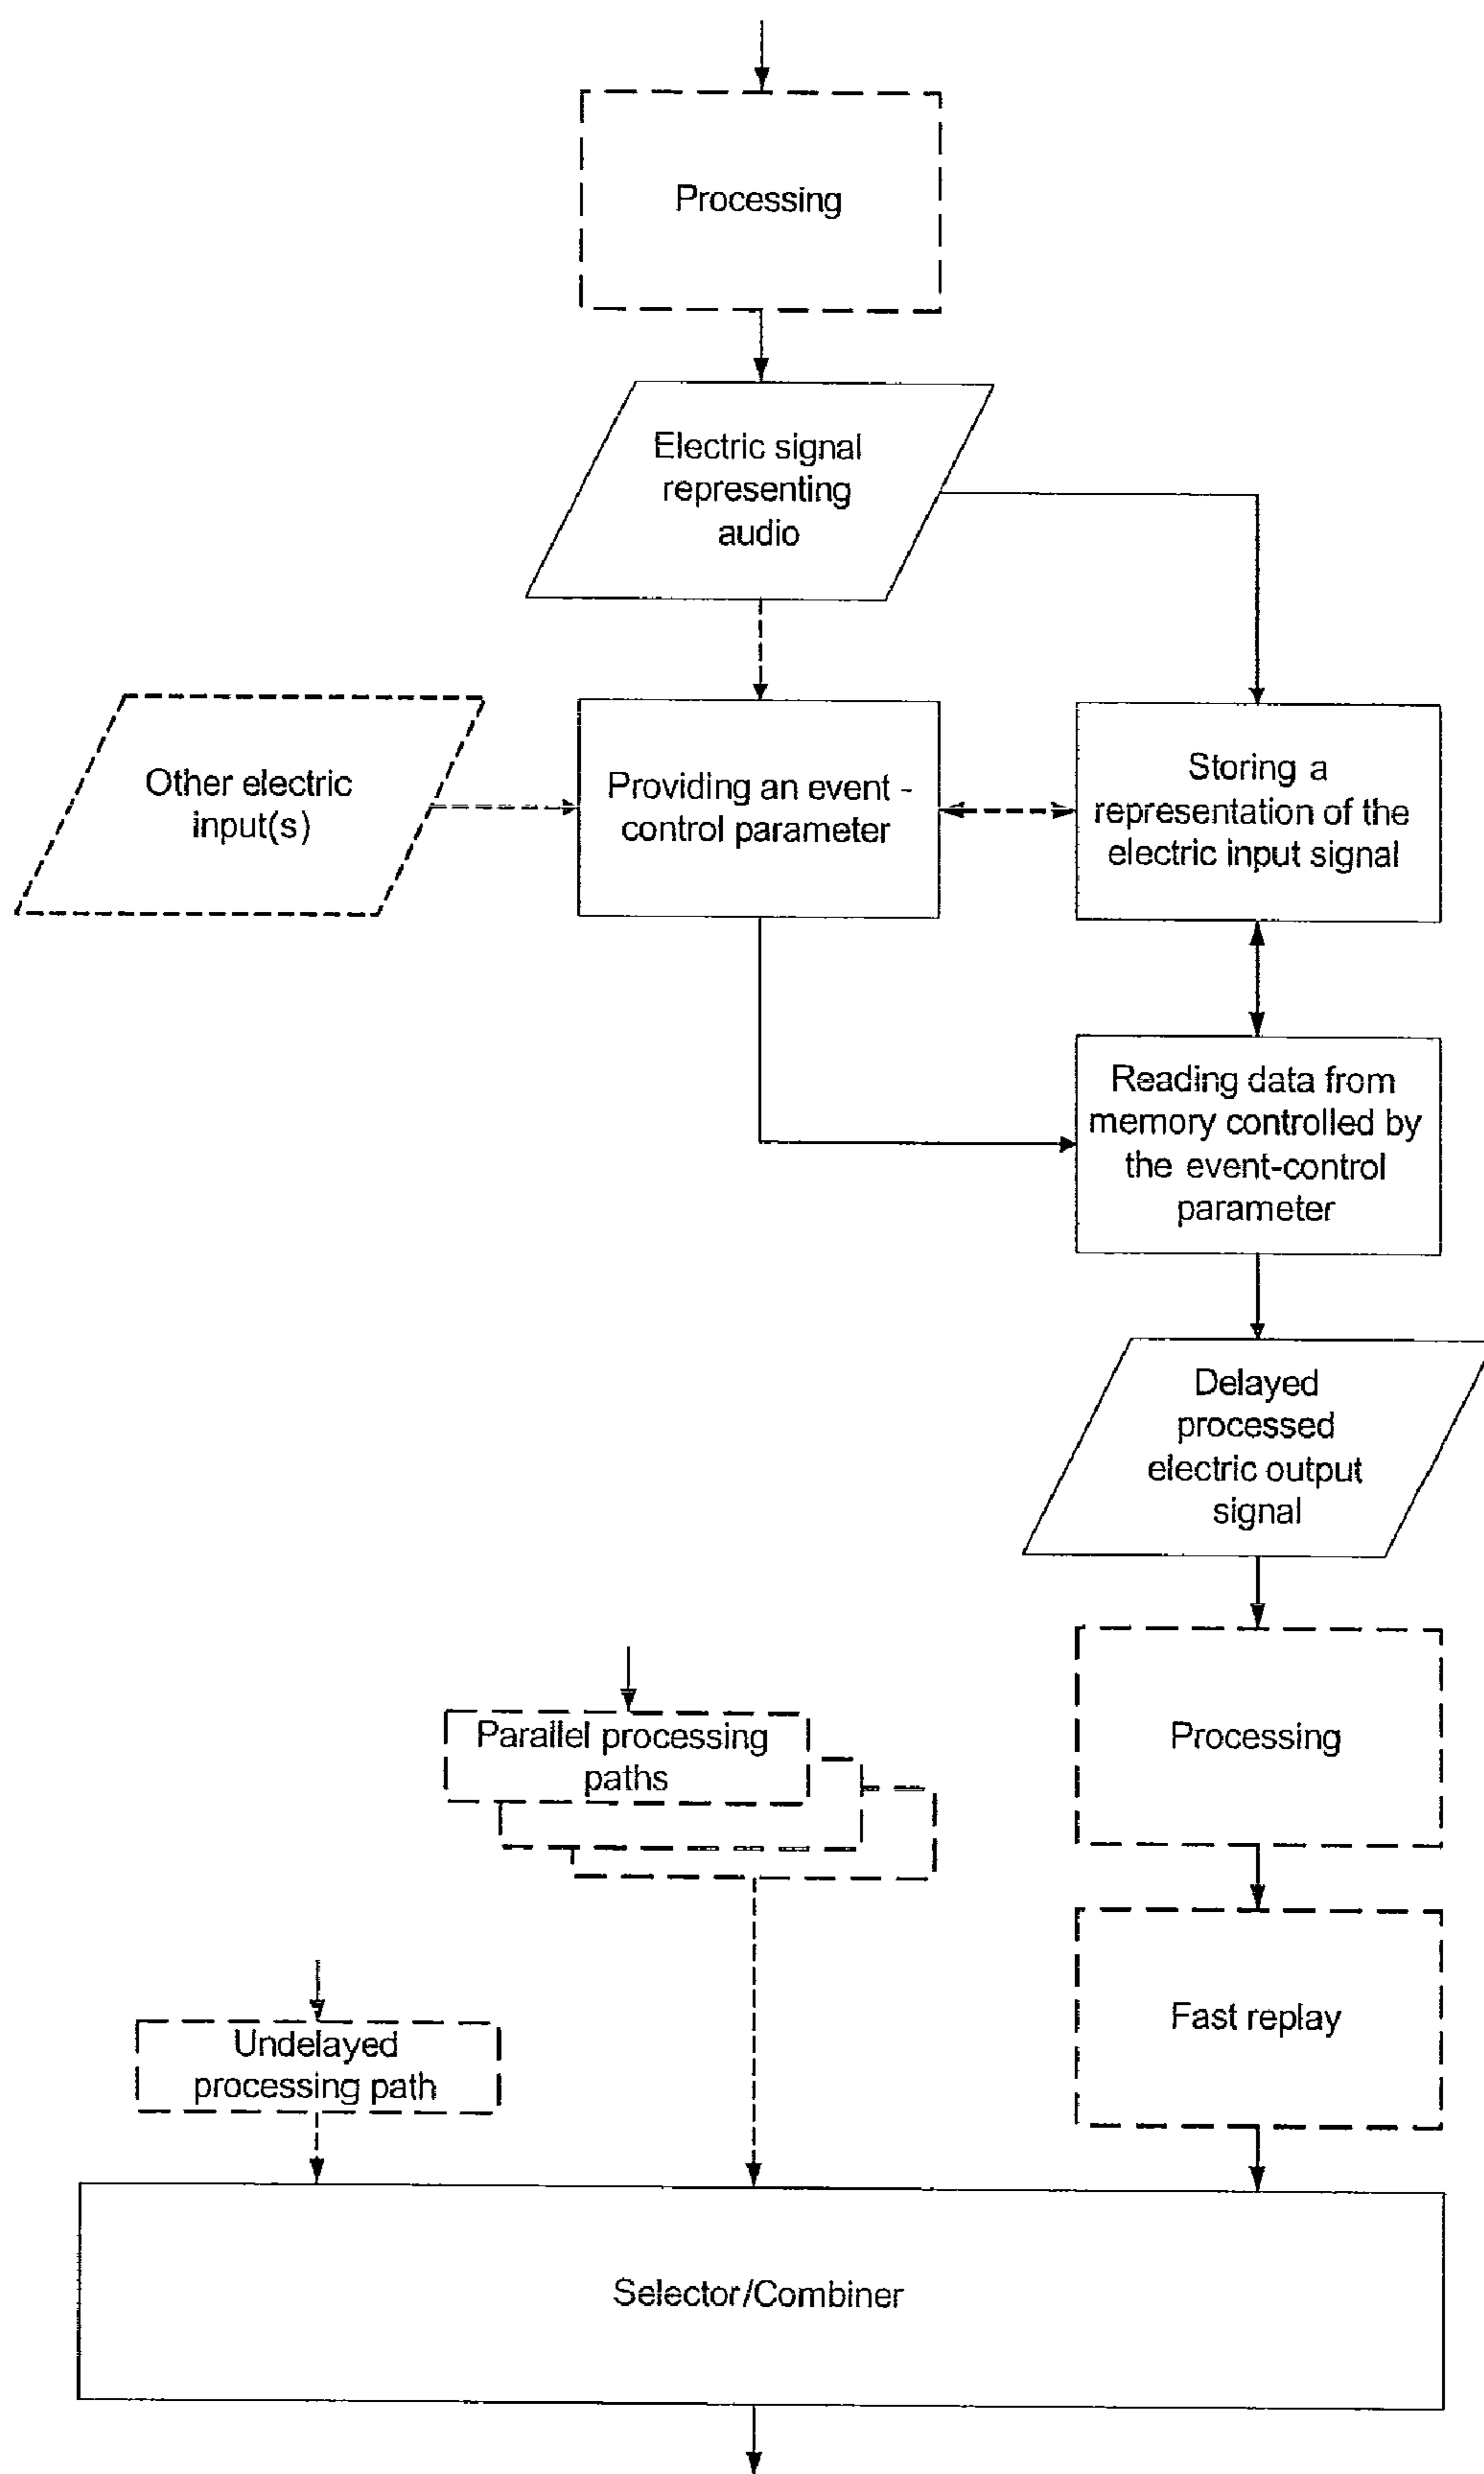 Processing
Electric signal
representing
audio
Other electric
input(s)
Providing an event -
control parameter
Storing a
representation of the
electric input signal
Reading data from
memory controlled by
the event-control
parameter
Delayed
processed
electric output
signal
Processing
Parallel processing
paths
Fast replay
Undelayed
processing path
Selector/Combiner